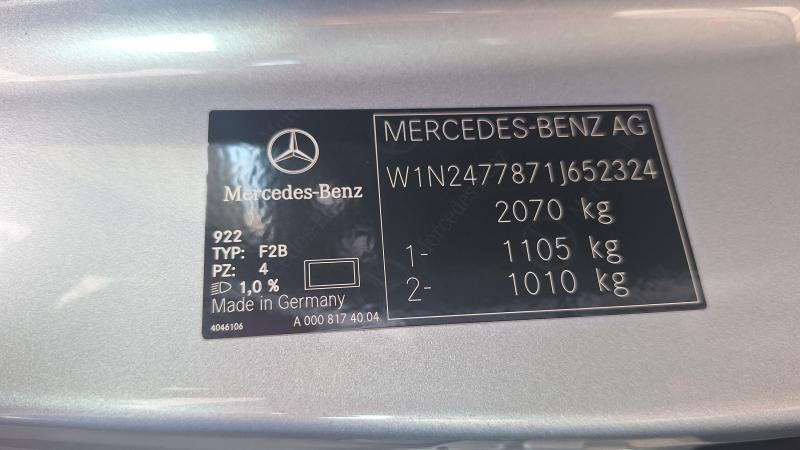 Mercedes-Benz
922
TYP: F2B
PZ: 4
1,0 %
Made in Germany
4046106
A 000 817 40 04
MERCEDES-BENZ AG
W1N2477871J652324
2070 kg
1- 1105 kg
2- 1010 kg